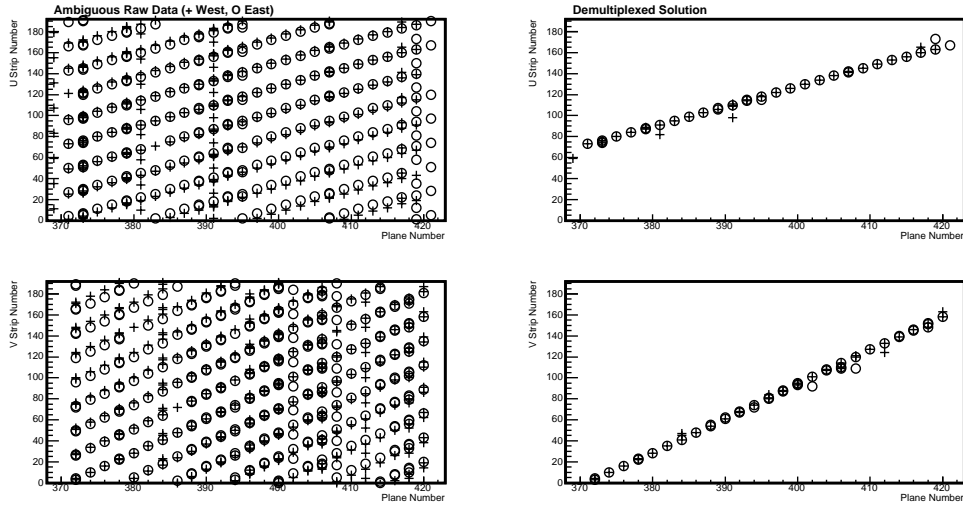 Ambiguous Raw Data (+ West, O East)
U Strip Number
180
160
140
120
100
80
60
40
20
0
370 380 390 400 410 420
Plane Number
Demultiplexed Solution
U Strip Number
180
160
140
120
100
80
60
40
20
0
370 380 390 400 410 420
Plane Number
V Strip Number
180
160
140
120
100
80
60
40
20
0
370 380 390 400 410 420
Plane Number
V Strip Number
180
160
140
120
100
80
60
40
20
0
370 380 390 400 410 420
Plane Number